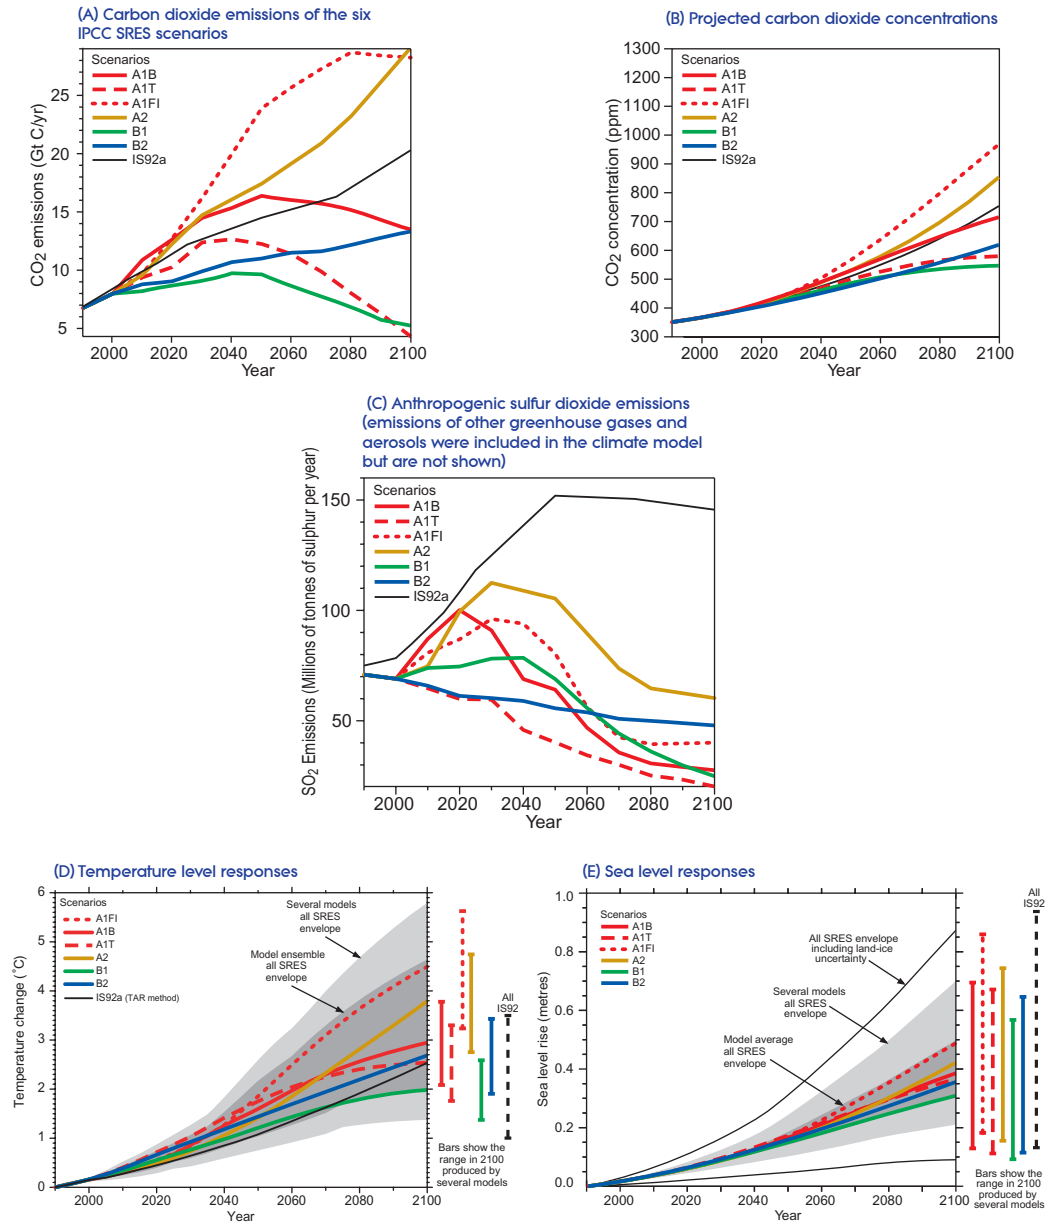 (A) Carbon dioxide emissions of the six
IPCC SRES scenarios
Scenarios
A1B
A1T
A1FI
A2
B1
B2
IS92a
CO2 emissions (Gt C/yr)
25
20
15
10
5
2000 2020 2040 2060 2080 2100
Year
(B) Projected carbon dioxide concentrations
Scenarios
A1B
A1T
A1FI
A2
B1
B2
IS92a
CO2 concentration (ppm)
1300
1200
1100
1000
900
800
700
600
500
400
300
2000 2020 2040 2060 2080 2100
Year
(C) Anthropogenic sulfur dioxide emissions
(emissions of other greenhouse gases and
aerosols were included in the climate model
but are not shown)
Scenarios
A1B
A1T
A1FI
A2
B1
B2
IS92a
SO2 Emissions (Millions of tonnes of sulphur per year)
150
100
50
2000 2020 2040 2060 2080 2100
Year
(D) Temperature level responses
Scenarios
A1FI
A1B
A1T
A2
B1
B2
IS92a (TAR method)
Several models
all SRES
envelope
Model ensemble
all SRES
envelope
Temperature change (°C)
6
5
4
3
2
1
0
2000 2020 2040 2060 2080 2100
Year
All
IS92
Bars show the
range in 2100
produced by
several models
(E) Sea level responses
Scenarios
A1B
A1T
A1FI
A2
B1
B2
All SRES envelope
including land-ice
uncertainty
Several models
all SRES
envelope
Model average
all SRES
envelope
Sea level rise (metres)
1.0
0.8
0.6
0.4
0.2
0.0
2000 2020 2040 2060 2080 2100
Year
All
IS92
Bars show the
range in 2100
produced by
several models